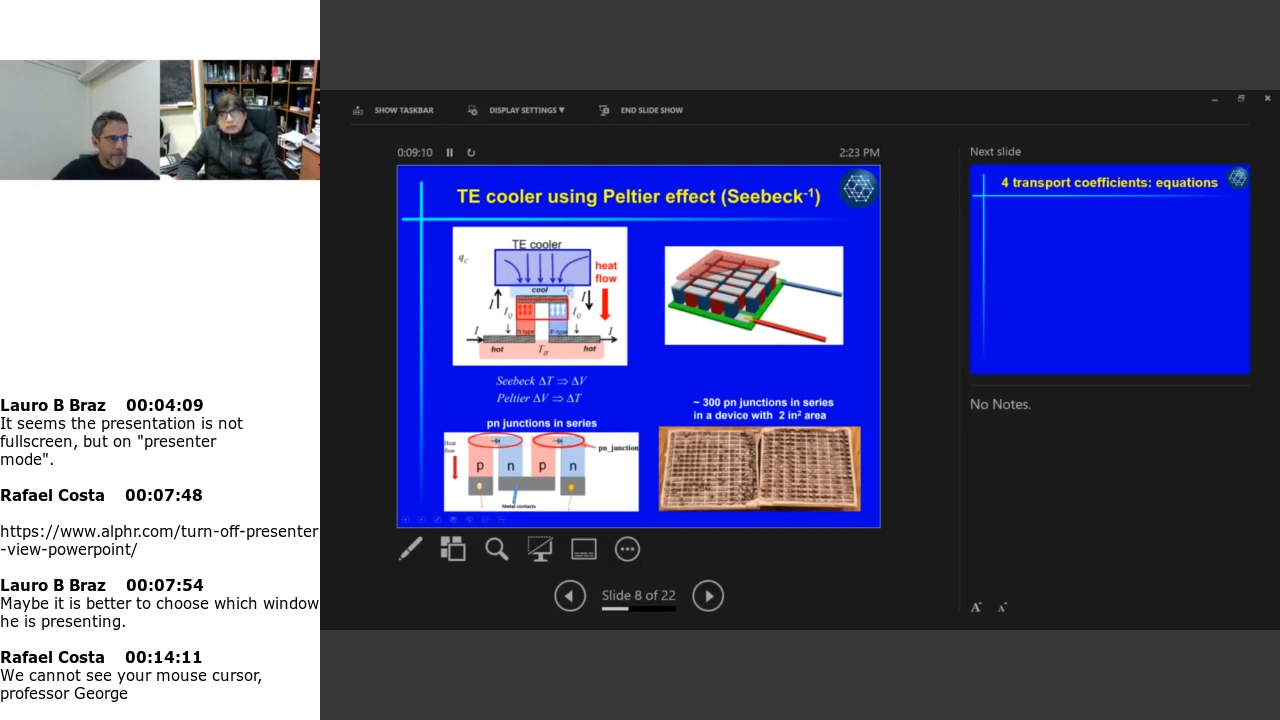 SHOW TASKBAR
DISPLAY SETTINGS ▼
END SLIDE SHOW
0:09:10
2:23 PM
TE cooler using Peltier effect (Seebeck⁻¹)
TE cooler
q_C
heat
flow
cool
I
I
I_Q
I_Q
N-type
P-type
I
I
hot
T_H
hot
Seebeck ΔT ⇒ ΔV
Peltier ΔV ⇒ ΔT
pn junctions in series
Heat
flow
pn_junction
p
n
p
n
Metal contacts
~ 300 pn junctions in series
in a device with 2 in² area
Slide 8 of 22
Next slide
4 transport coefficients: equations
No Notes.
A
A
Lauro B Braz 00:04:09
It seems the presentation is not
fullscreen, but on "presenter
mode".
Rafael Costa 00:07:48
https://www.alphr.com/turn-off-presenter
-view-powerpoint/
Lauro B Braz 00:07:54
Maybe it is better to choose which window
he is presenting.
Rafael Costa 00:14:11
We cannot see your mouse cursor,
professor George